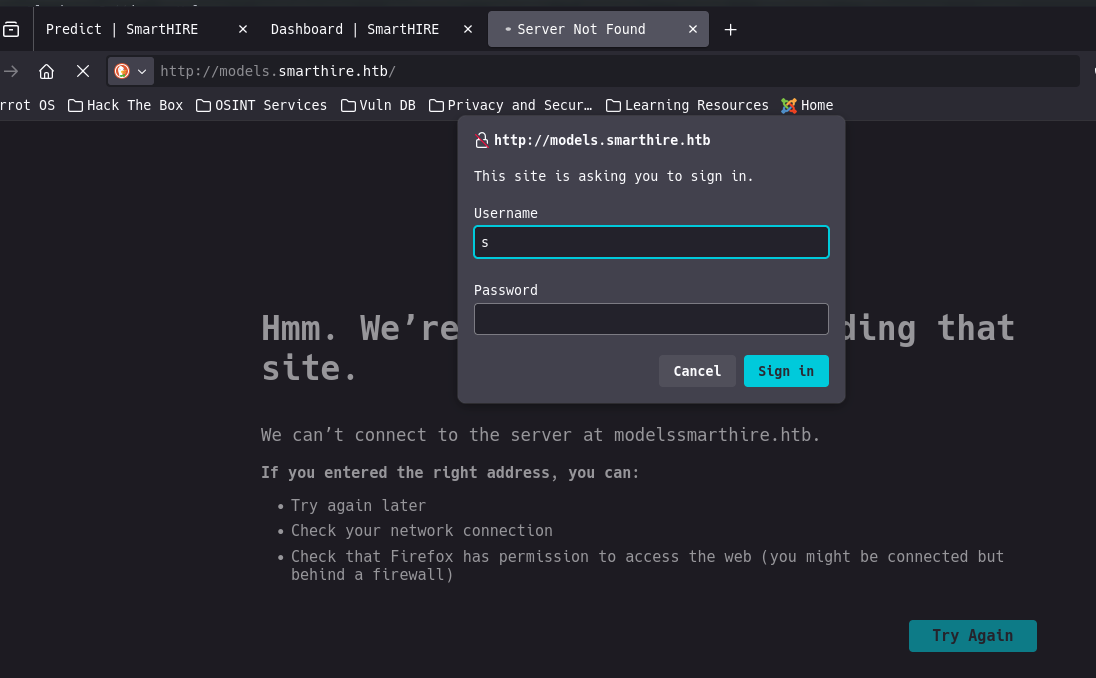 Predict | SmartHIRE
Dashboard | SmartHIRE
Server Not Found
http://models.smarthire.htb/
rrot OS
Hack The Box
OSINT Services
Vuln DB
Privacy and Secur…
Learning Resources
Home
http://models.smarthire.htb
This site is asking you to sign in.
Username
s
Password
Cancel
Sign in
Hmm. We’re
ding that
site.
We can’t connect to the server at modelssmarthire.htb.
If you entered the right address, you can:
Try again later
Check your network connection
Check that Firefox has permission to access the web (you might be connected but
behind a firewall)
Try Again